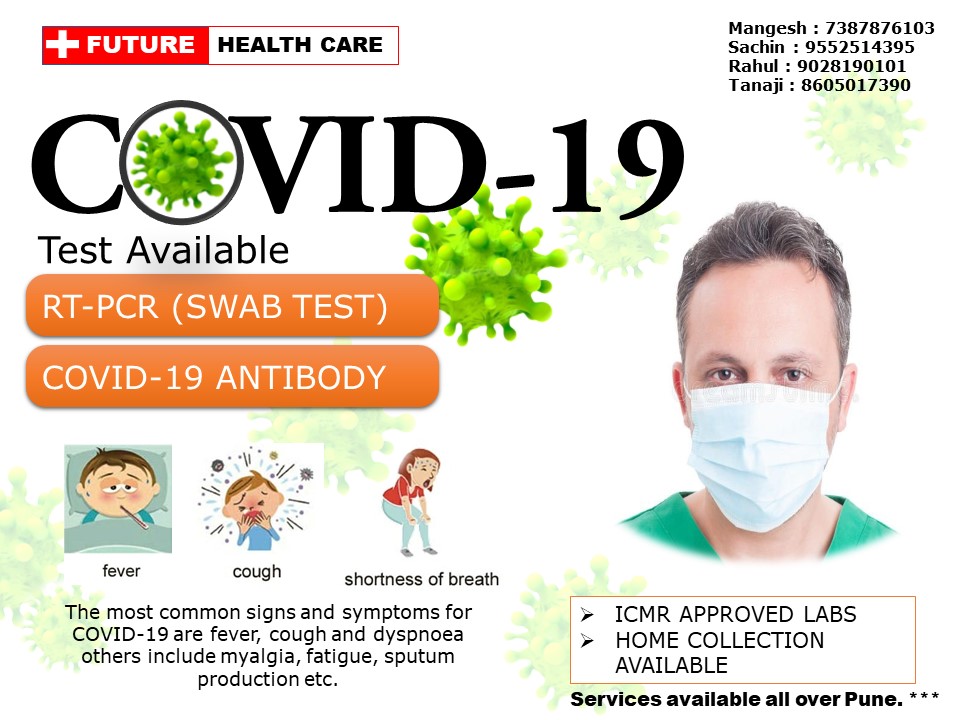 FUTURE HEALTH CARE
Mangesh : 7387876103
Sachin : 9552514395
Rahul : 9028190101
Tanaji : 8605017390
COVID-19
Test Available
RT-PCR (SWAB TEST)
COVID-19 ANTIBODY
fever
cough
shortness of breath
The most common signs and symptoms for
COVID-19 are fever, cough and dyspnoea
others include myalgia, fatigue, sputum
production etc.
➢ ICMR APPROVED LABS
➢ HOME COLLECTION
AVAILABLE
Services available all over Pune. ***